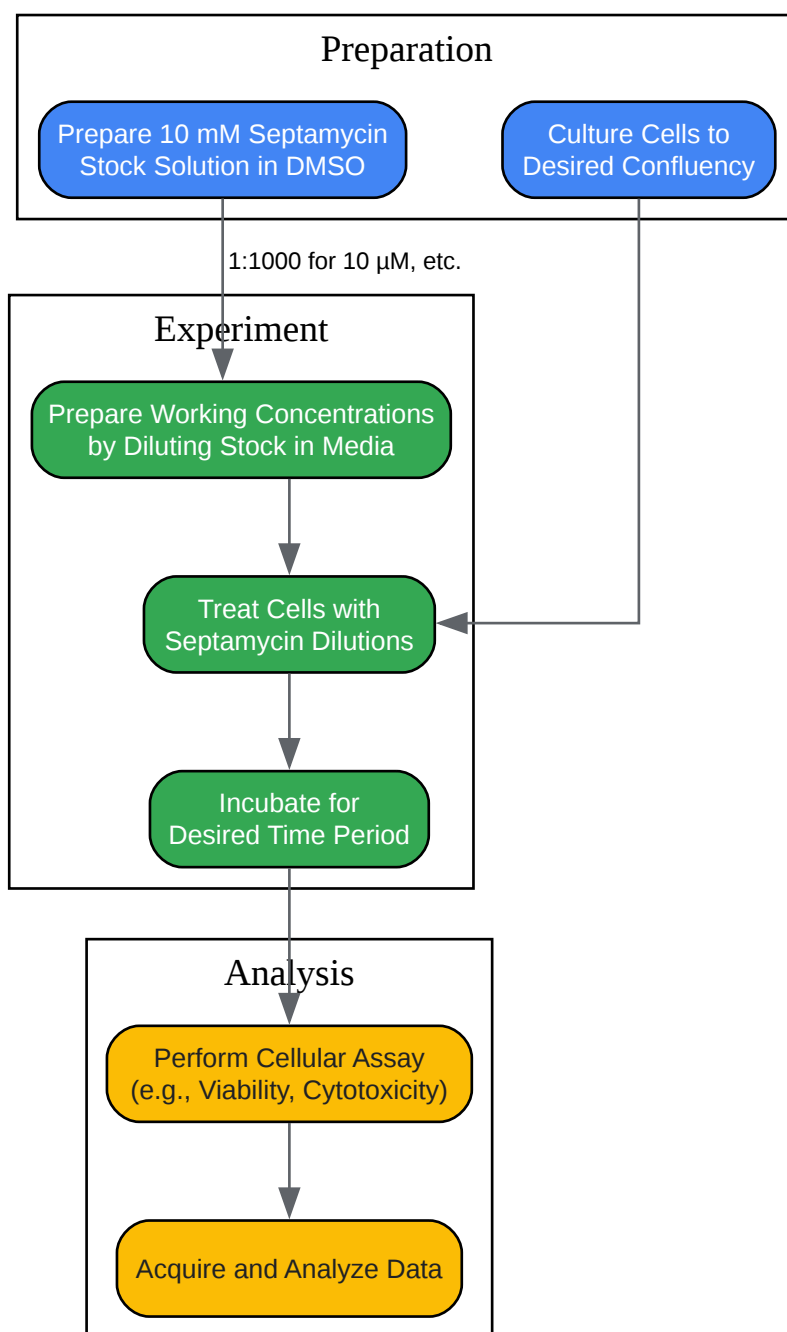 Preparation
Prepare 10 mM Septamycin
Stock Solution in DMSO
Culture Cells to
Desired Confluency
1:1000 for 10 µM, etc.
Experiment
Prepare Working Concentrations
by Diluting Stock in Media
Treat Cells with
Septamycin Dilutions
Incubate for
Desired Time Period
Analysis
Perform Cellular Assay
(e.g., Viability, Cytotoxicity)
Acquire and Analyze Data